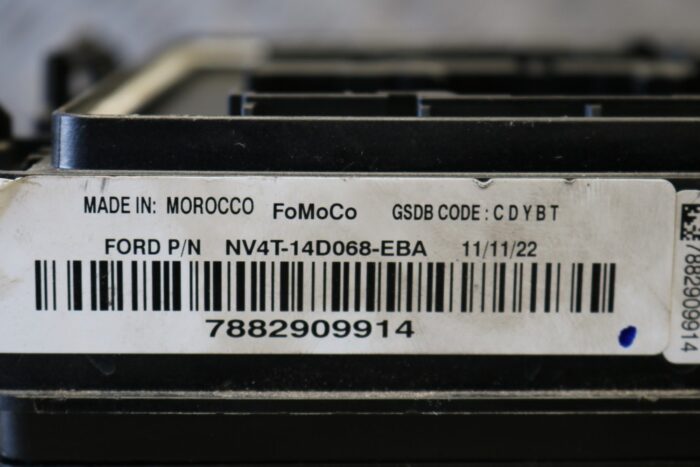 MADE IN: MOROCCO FoMoCo GSDB CODE : C D Y B T
FORD P/N NV4T-14D068-EBA 11/11/22
7882909914
7882909914